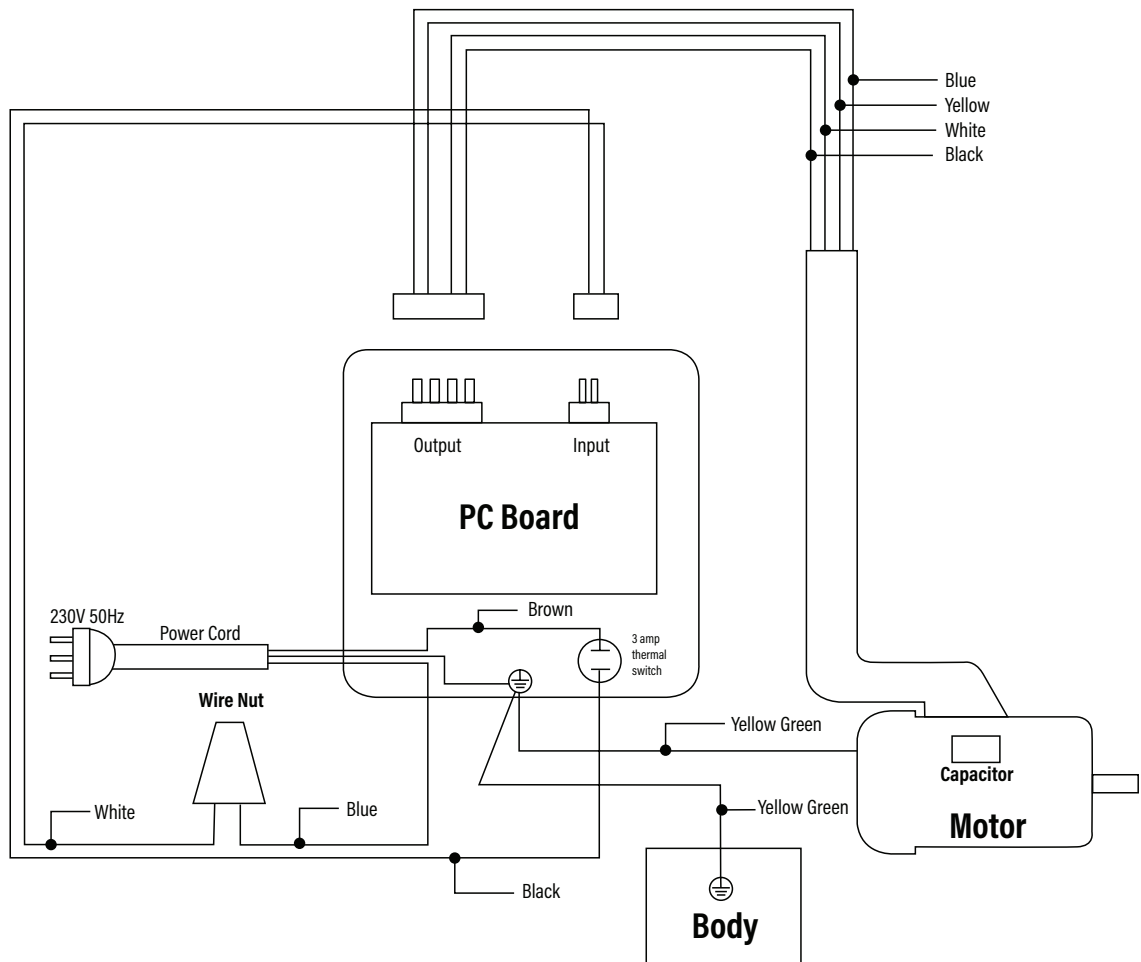 Blue
Yellow
White
Black
Output
Input
PC Board
Brown
230V 50Hz
Power Cord
3 amp
thermal
switch
Wire Nut
Yellow Green
Capacitor
White
Blue
Yellow Green
Motor
Black
Body